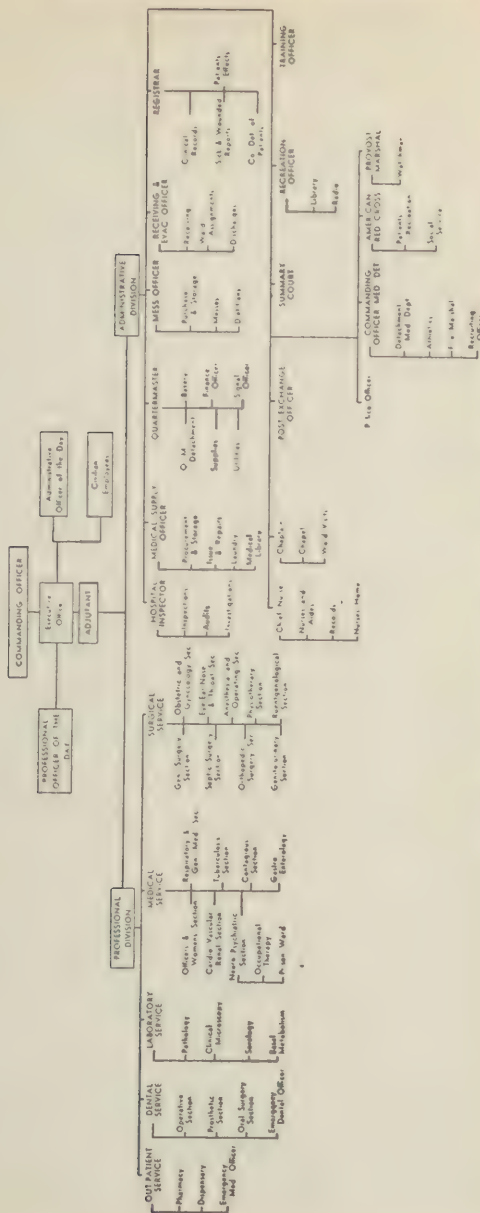 COMMANDING OFFICER
PROFESSIONAL
OFFICER OF THE
DAY
Executive
Office
Administrative
Officer of the Day
Civilian
Employees
ADJUTANT
PROFESSIONAL
DIVISION
ADMINISTRATIVE
DIVISION
OUT PATIENT
SERVICE
Pharmacy
Dispensary
Emergency
Med Officer
DENTAL
SERVICE
Operative
Section
Prosthetic
Section
Oral Surgery
Section
Emergency
Dental Officer
LABORATORY
SERVICE
Pathology
Clinical
Microscopy
Serology
Basal
Metabolism
MEDICAL
SERVICE
Officers &
Womens Section
Respiratory &
Gen Med Sec
Cardio Vascular
Renal Section
Tuberculosis
Section
Neuro Psychiatric
Section
Contagious
Section
Occupational
Therapy
Gastro
Enterology
Prison Ward
SURGICAL
SERVICE
Gen Surgery
Section
Obstetric and
Gynecology Sec
Septic Surgery
Section
Eye Ear Nose
& Throat Sec
Orthopedic
Surgery Sec
Anesthesia and
Operating Sec
Physiotherapy
Section
Genito urinary
Section
Roentgenological
Section
HOSPITAL
INSPECTOR
Inspections
Audits
Investigations
MEDICAL SUPPLY
OFFICER
Procurement
& Storage
Issue & Repairs
Laundry
Medical
Library
QUARTERMASTER
Q M
Detachment
Finance
Officer
Supplies
Signal
Officer
Utilities
MESS OFFICER
Purchase
& Storage
Messes
RECEIVING &
EVAC OFFICER
Receiving
Ward
Assignments
Discharges
REGISTRAR
Clinical
Records
Patients
Effects
Sick & Wounded
Reports
Co Det of
Patients
Chief Nurse
Nurses and
Aides
Records
Nurses Home
Chaplain
Chapel
Ward Visits
POST EXCHANGE
OFFICER
SUMMARY
COURT
RECREATION
OFFICER
Library
Radio
TRAINING
OFFICER
Police Officer
COMMANDING
OFFICER MED DET
Detachment
Med Dept
Athletics
Fire Marshal
Recruiting
Officer
AMERICAN
RED CROSS
Patients
Recreation
Social
Service
PROVOST
MARSHAL